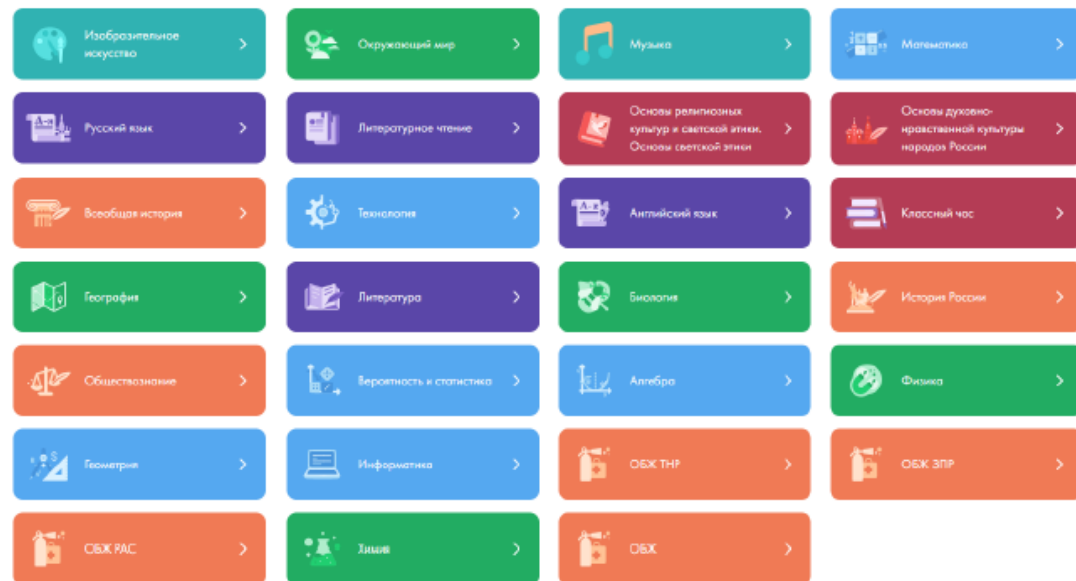 Изобразительное
искусство
Окружающий мир
Музыка
Математика
Русский язык
Литературное чтение
Основы религиозных
культур и светской этики.
Основы светской этики
Основы духовно-
нравственной культуры
народов России
Всеобщая история
Технология
Английский язык
Классный час
География
Литература
Биология
История России
Обществознание
Вероятность и статистика
Алгебра
Физика
Геометрия
Информатика
ОБЖ ТНР
ОБЖ ЗПР
ОБЖ РАС
Химия
ОБЖ